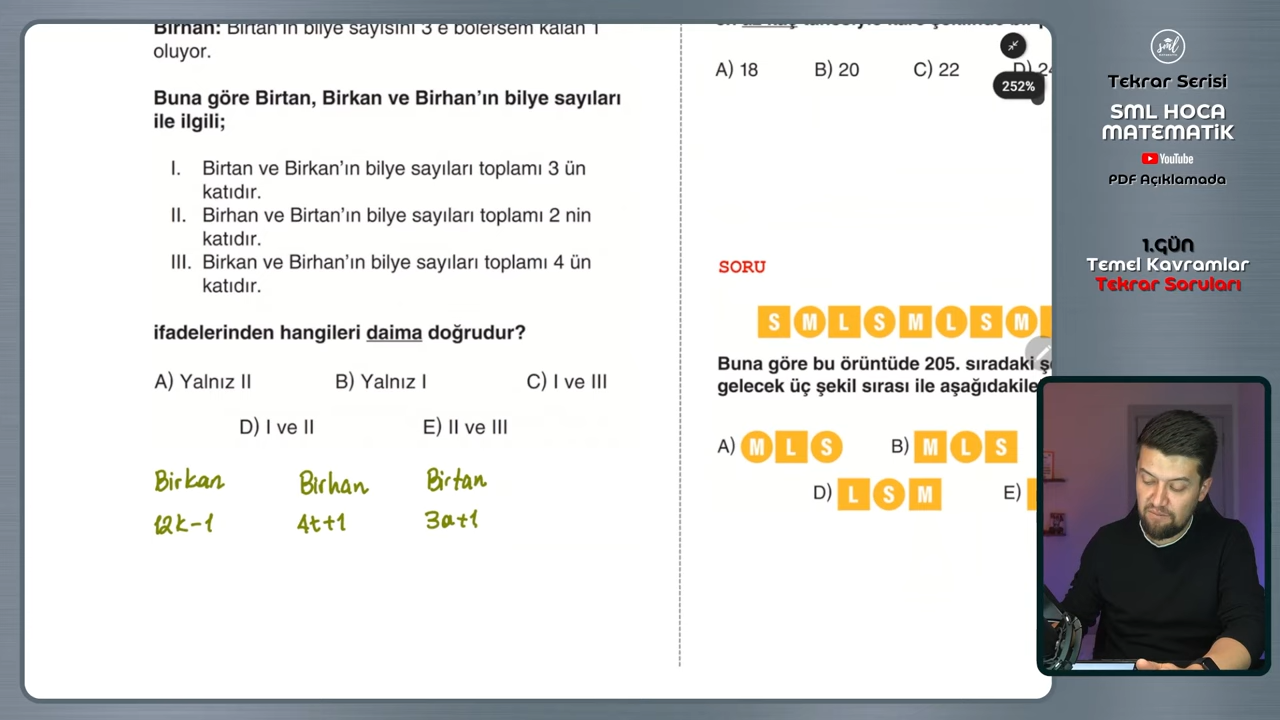 Birhan: Birtan'ın bilye sayısını 3 e bölersem kalan 1
oluyor.
Buna göre Birtan, Birkan ve Birhan'ın bilye sayıları
ile ilgili;
I. Birtan ve Birkan'ın bilye sayıları toplamı 3 ün
katıdır.
II. Birhan ve Birtan'ın bilye sayıları toplamı 2 nin
katıdır.
III. Birkan ve Birhan'ın bilye sayıları toplamı 4 ün
katıdır.
ifadelerinden hangileri daima doğrudur?
A) Yalnız II B) Yalnız I C) I ve III
D) I ve II E) II ve III
Birkan Birhan Birtan
12k-1 4t+1 3a+1
A) 18 B) 20 C) 22 D) 24
252%
SORU
S M L S M L S M
Buna göre bu örüntüde 205. sıradaki ş
gelecek üç şekil sırası ile aşağıdakile
A) M L S B) M L S
D) L S M E)
sml
Tekrar Serisi
SML HOCA
MATEMATİK
YouTube
PDF Açıklamada
1.GÜN
Temel Kavramlar
Tekrar Soruları